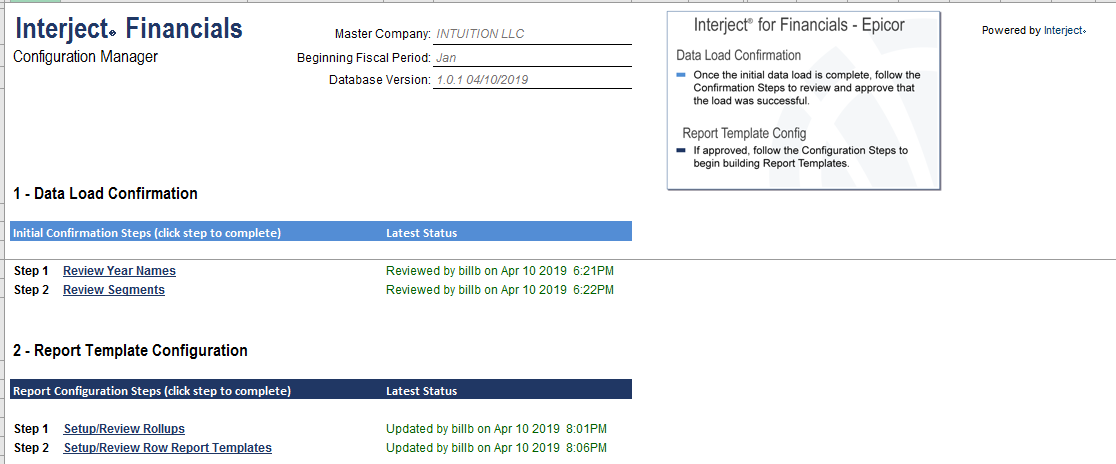 Interject Financials
Configuration Manager
Master Company: INTUITION LLC
Beginning Fiscal Period: Jan
Database Version: 1.0.1 04/10/2019
Interject® for Financials - Epicor
Data Load Confirmation
Once the initial data load is complete, follow the
Confirmation Steps to review and approve that
the load was successful.
Report Template Config
If approved, follow the Configuration Steps to
begin building Report Templates.
Powered by Interject
1 - Data Load Confirmation
Initial Confirmation Steps (click step to complete) Latest Status
Step 1 Review Year Names Reviewed by billb on Apr 10 2019 6:21PM
Step 2 Review Segments Reviewed by billb on Apr 10 2019 6:22PM
2 - Report Template Configuration
Report Configuration Steps (click step to complete) Latest Status
Step 1 Setup/Review Rollups Updated by billb on Apr 10 2019 8:01PM
Step 2 Setup/Review Row Report Templates Updated by billb on Apr 10 2019 8:06PM